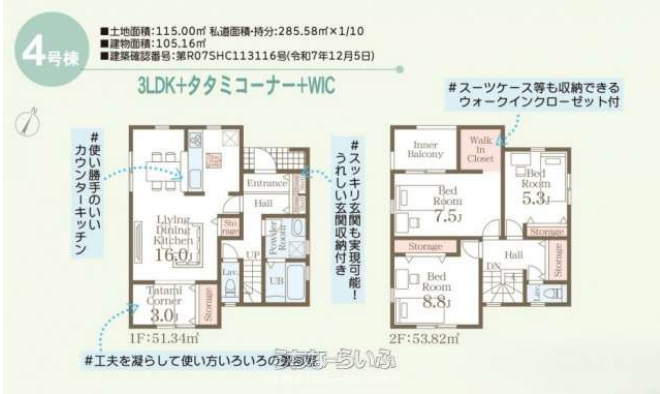 4号棟
■土地面積:115.00㎡ 私道面積・持分:285.58㎡×1/10
■建物面積:105.16㎡
■建築確認番号:第R07SHC113116号(令和7年12月5日)
3LDK+タタミコーナー+WIC
#スーツケース等も収納できる
ウォークインクローゼット付
#使い勝手のいい
カウンターキッチン
Entrance
Hall
Living
Dining
Kitchen
16.0J
Sto
rage
Powder
Room
UP
Lav.
UB
Tatami
Corner
3.0J
Storage
1F:51.34㎡
#スッキリ玄関も実現可能!
うれしい玄関収納付き
Inner
Balcony
Walk
In
Closet
Bed
Room
7.5J
Bed
Room
5.3J
Storage
Storage
Hall
Storage
Bed
Room
8.8J
DN
Lav.
2F:53.82㎡
#工夫を凝らして使い方いろいろの
うちなーらいふ